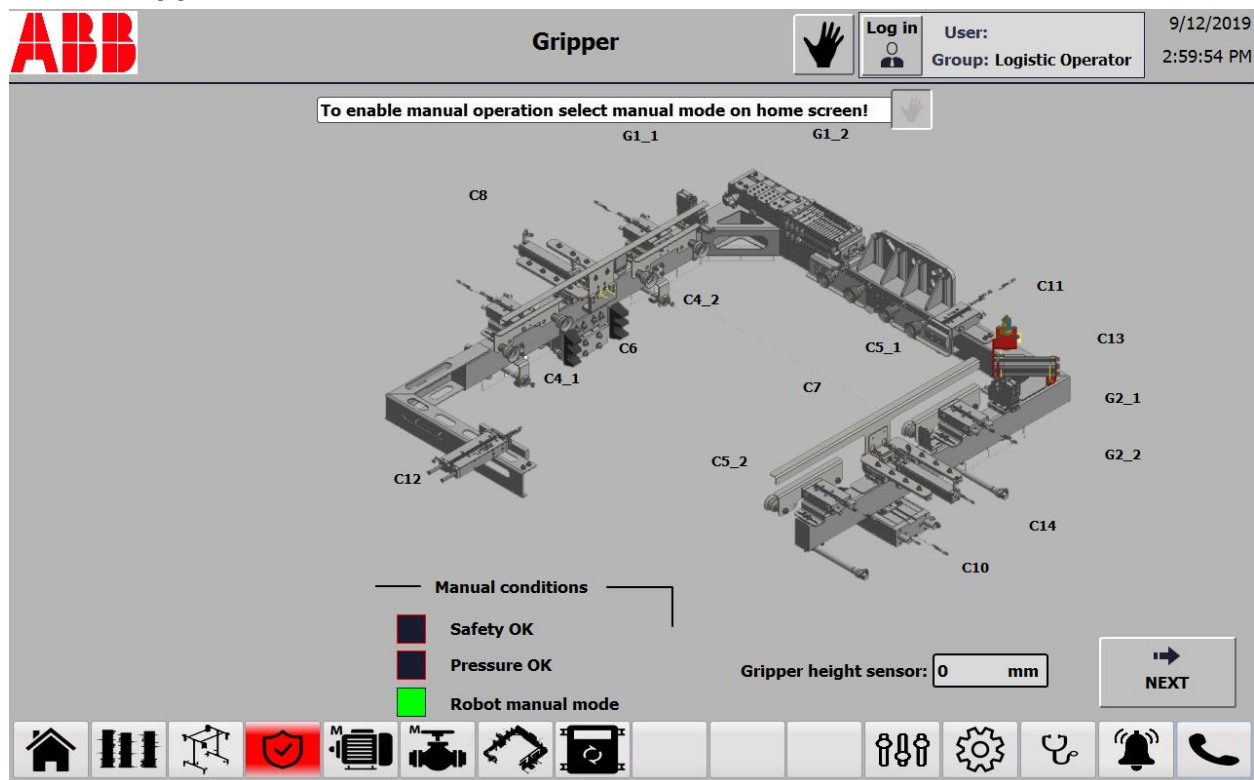 ABB
Gripper
Log in
User:
Group: Logistic Operator
9/12/2019
2:59:54 PM
To enable manual operation select manual mode on home screen!
G1_1
G1_2
C8
C11
C4_2
C13
C6
C5_1
C4_1
C7
G2_1
C5_2
G2_2
C12
C14
C10
Manual conditions
Safety OK
Pressure OK
Gripper height sensor: 0 mm
NEXT
Robot manual mode
M
M